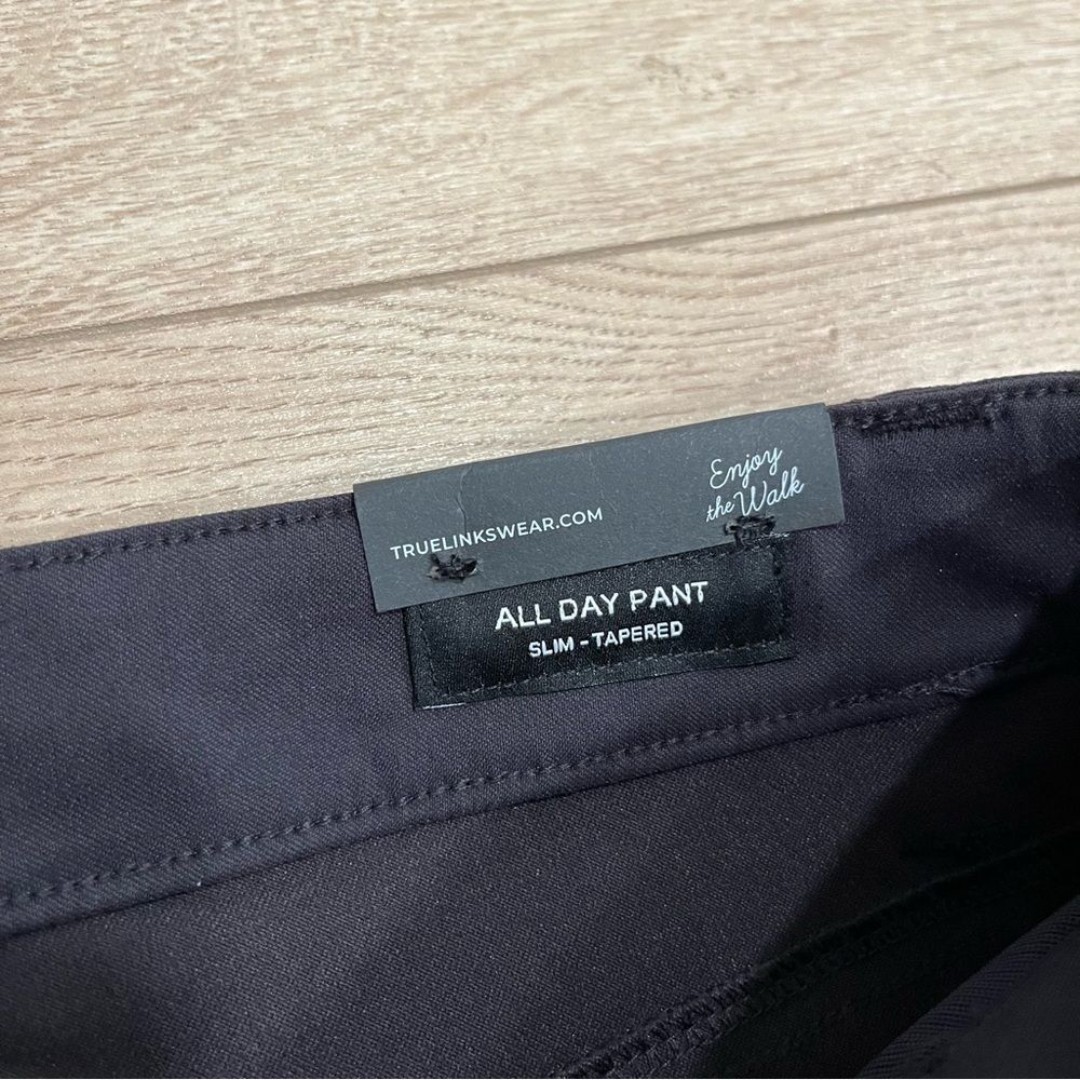 TRUELINKSWEAR.COM
Enjoy
the Walk
ALL DAY PANT
SLIM - TAPERED